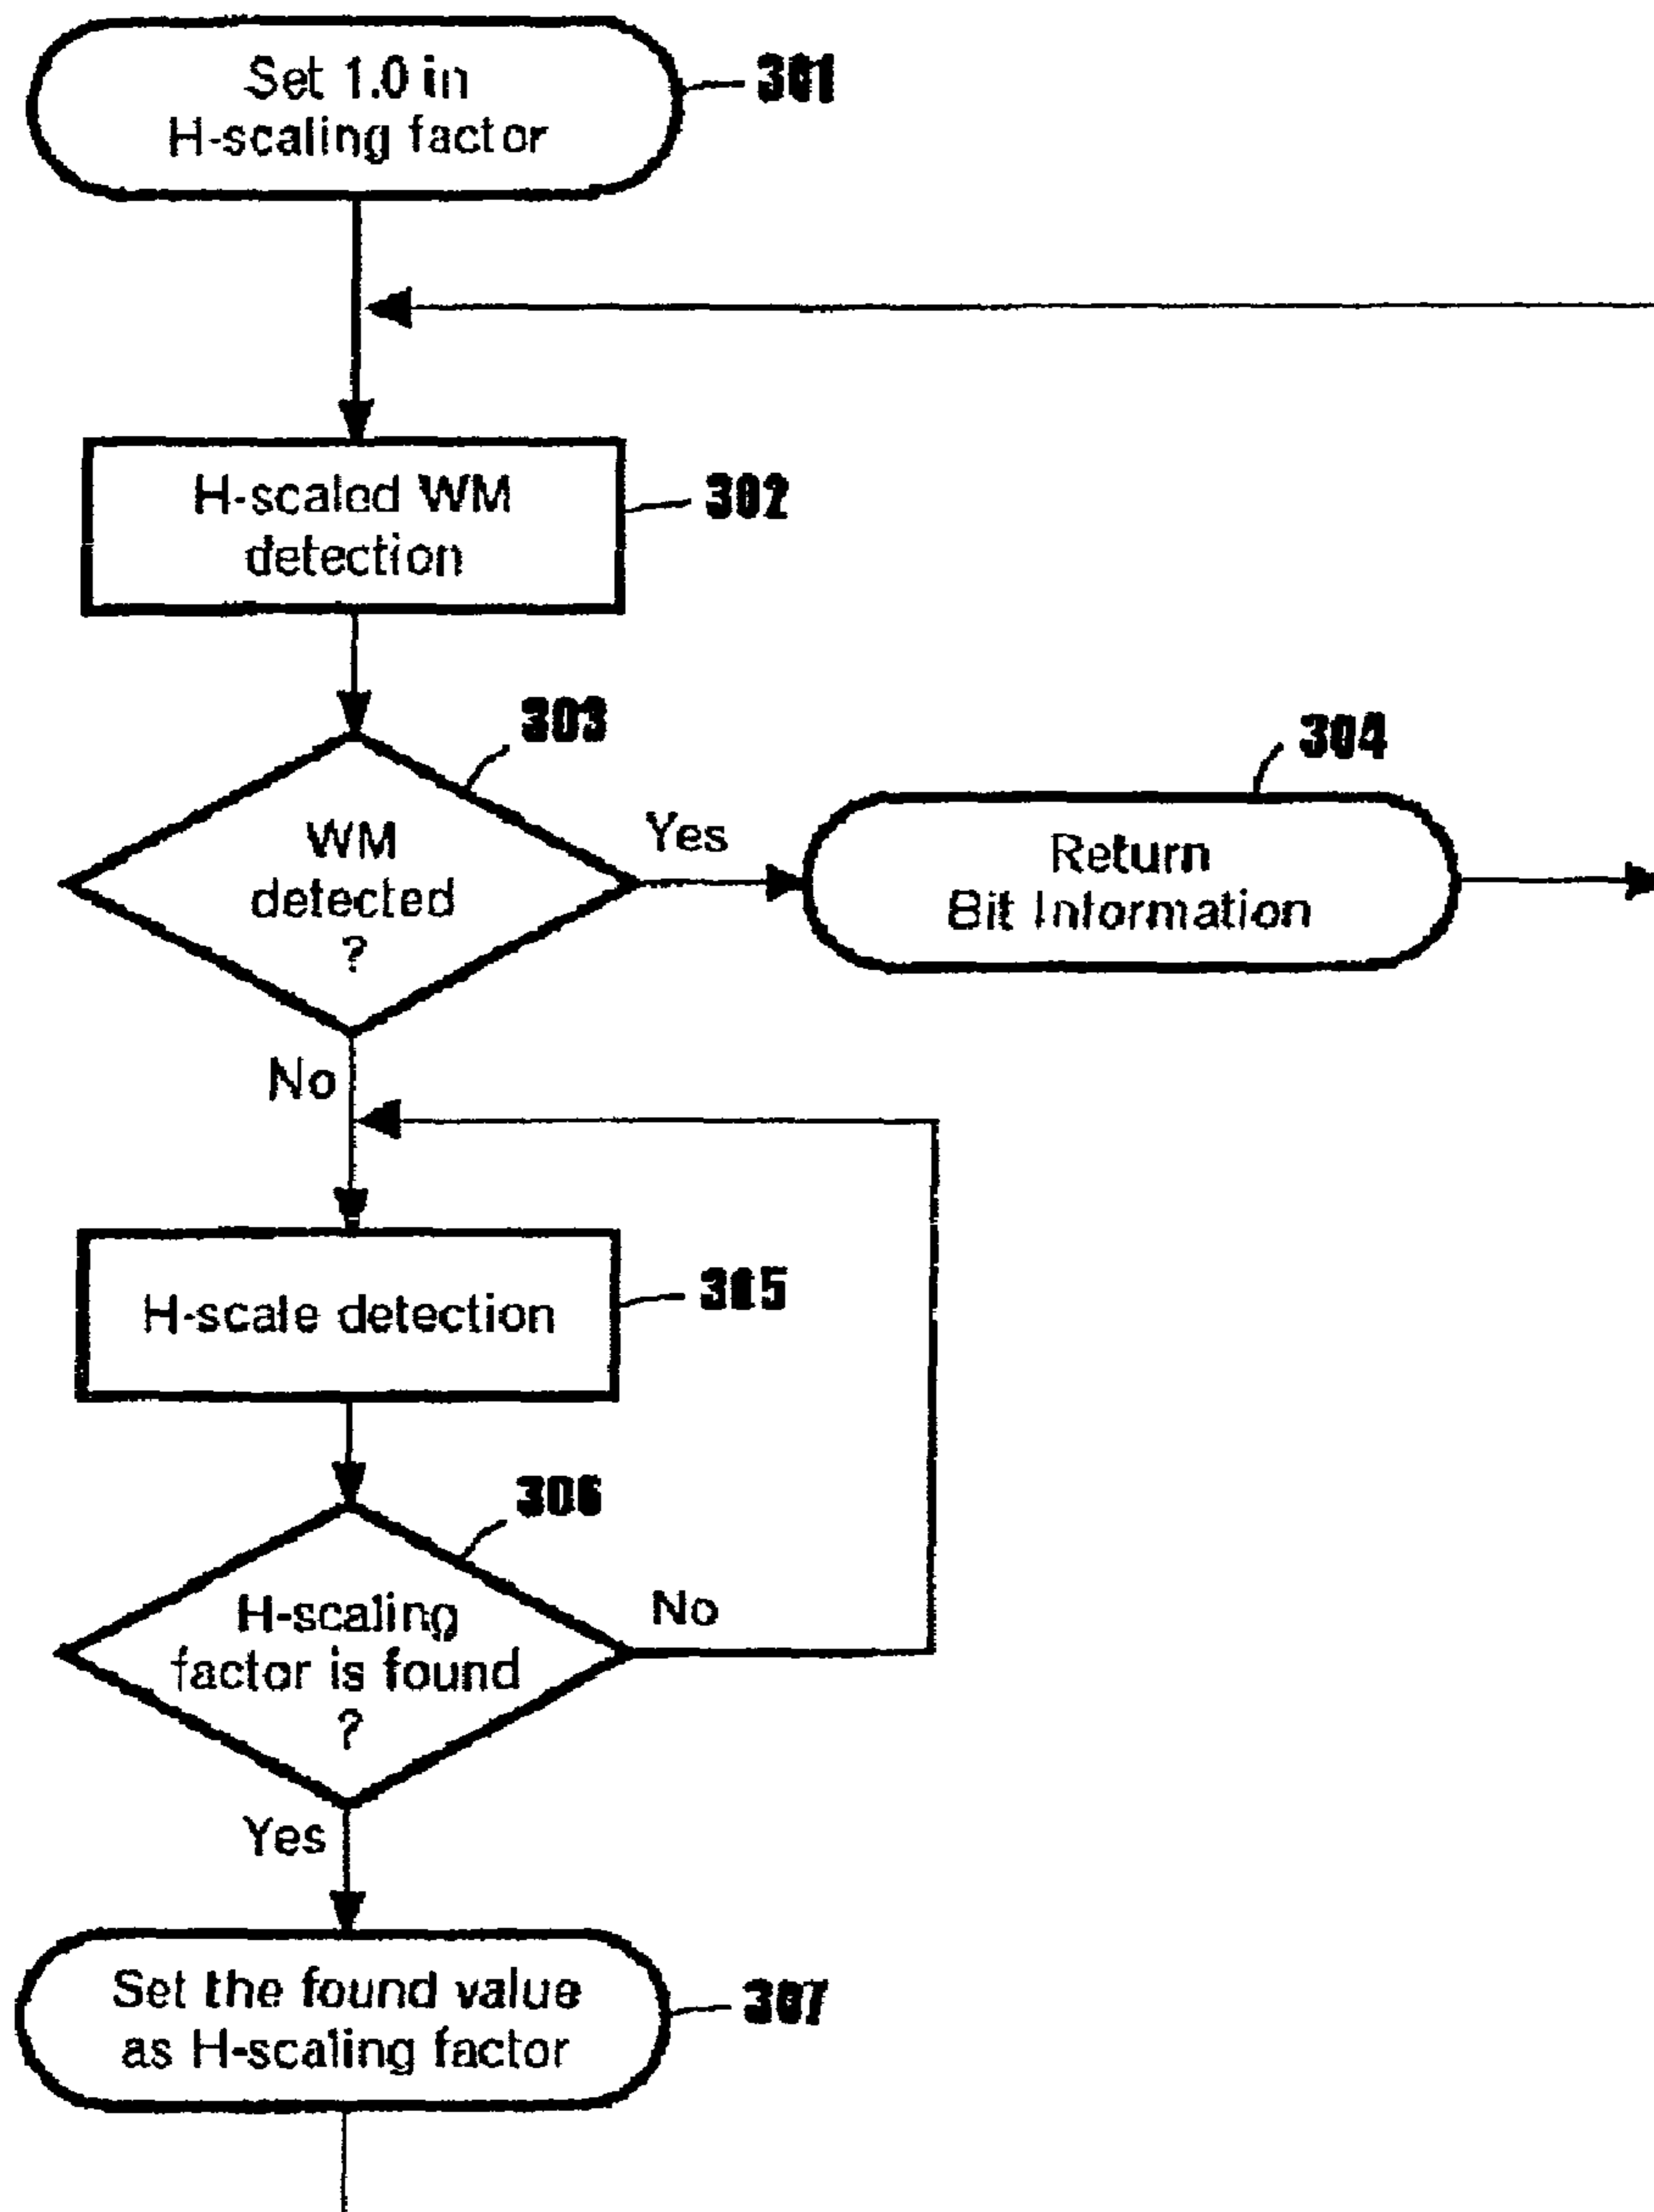 Set 1.0 in
H-scaling factor
301
H-scaled WM
detection
302
303
WM
detected
?
Yes
304
Return
Bit Information
No
H-scale detection
305
306
H-scaling
factor is found
?
No
Yes
Set the found value
as H-scaling factor
307